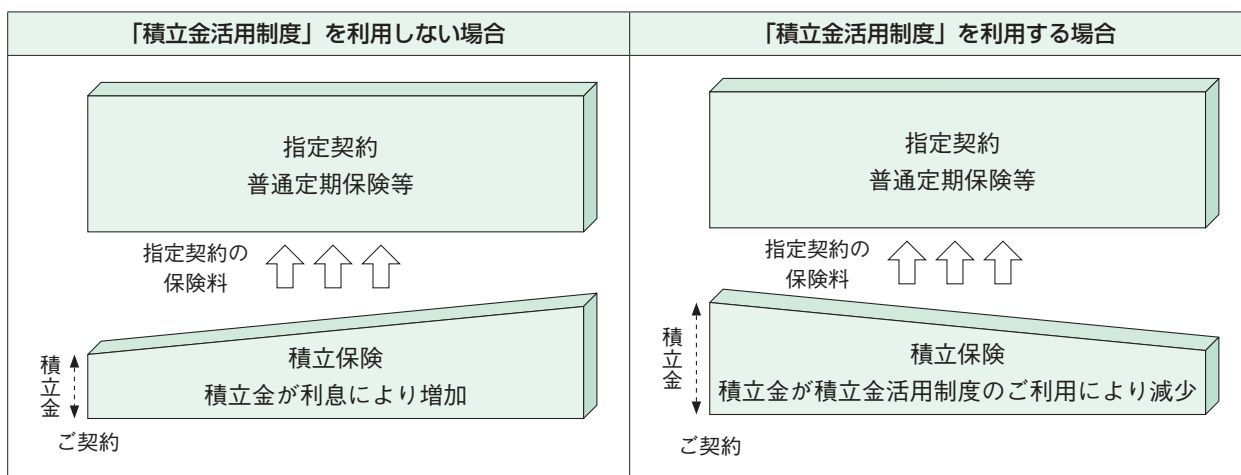 「積立金活用制度」を利用しない場合
指定契約
普通定期保険等
指定契約の
保険料
積立金
積立保険
積立金が利息により増加
ご契約
「積立金活用制度」を利用する場合
指定契約
普通定期保険等
指定契約の
保険料
積立金
積立保険
積立金が積立金活用制度のご利用により減少
ご契約